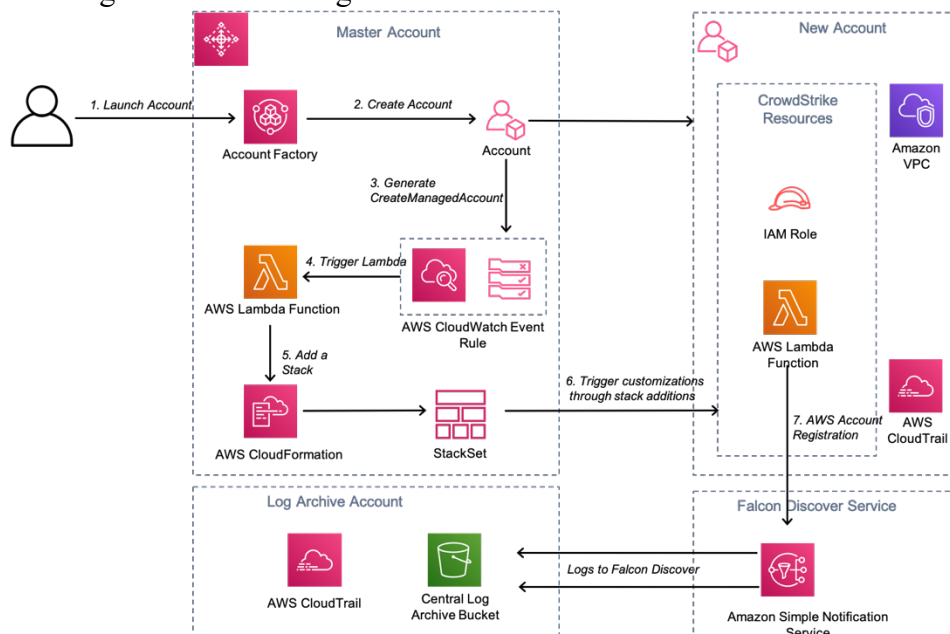 Master Account
New Account
1. Launch Account
2. Create Account
CrowdStrike
Resources
Account Factory
Account
Amazon
VPC
3. Generate
CreateManagedAccount
IAM Role
4. Trigger Lambda
AWS Lambda Function
AWS CloudWatch Event
Rule
AWS Lambda
Function
5. Add a
Stack
6. Trigger customizations
through stack additions
7. AWS Account
Registration
AWS
CloudTrail
AWS CloudFormation
StackSet
Log Archive Account
Falcon Discover Service
Logs to Falcon Discover
AWS CloudTrail
Central Log
Archive Bucket
Amazon Simple Notification
Service